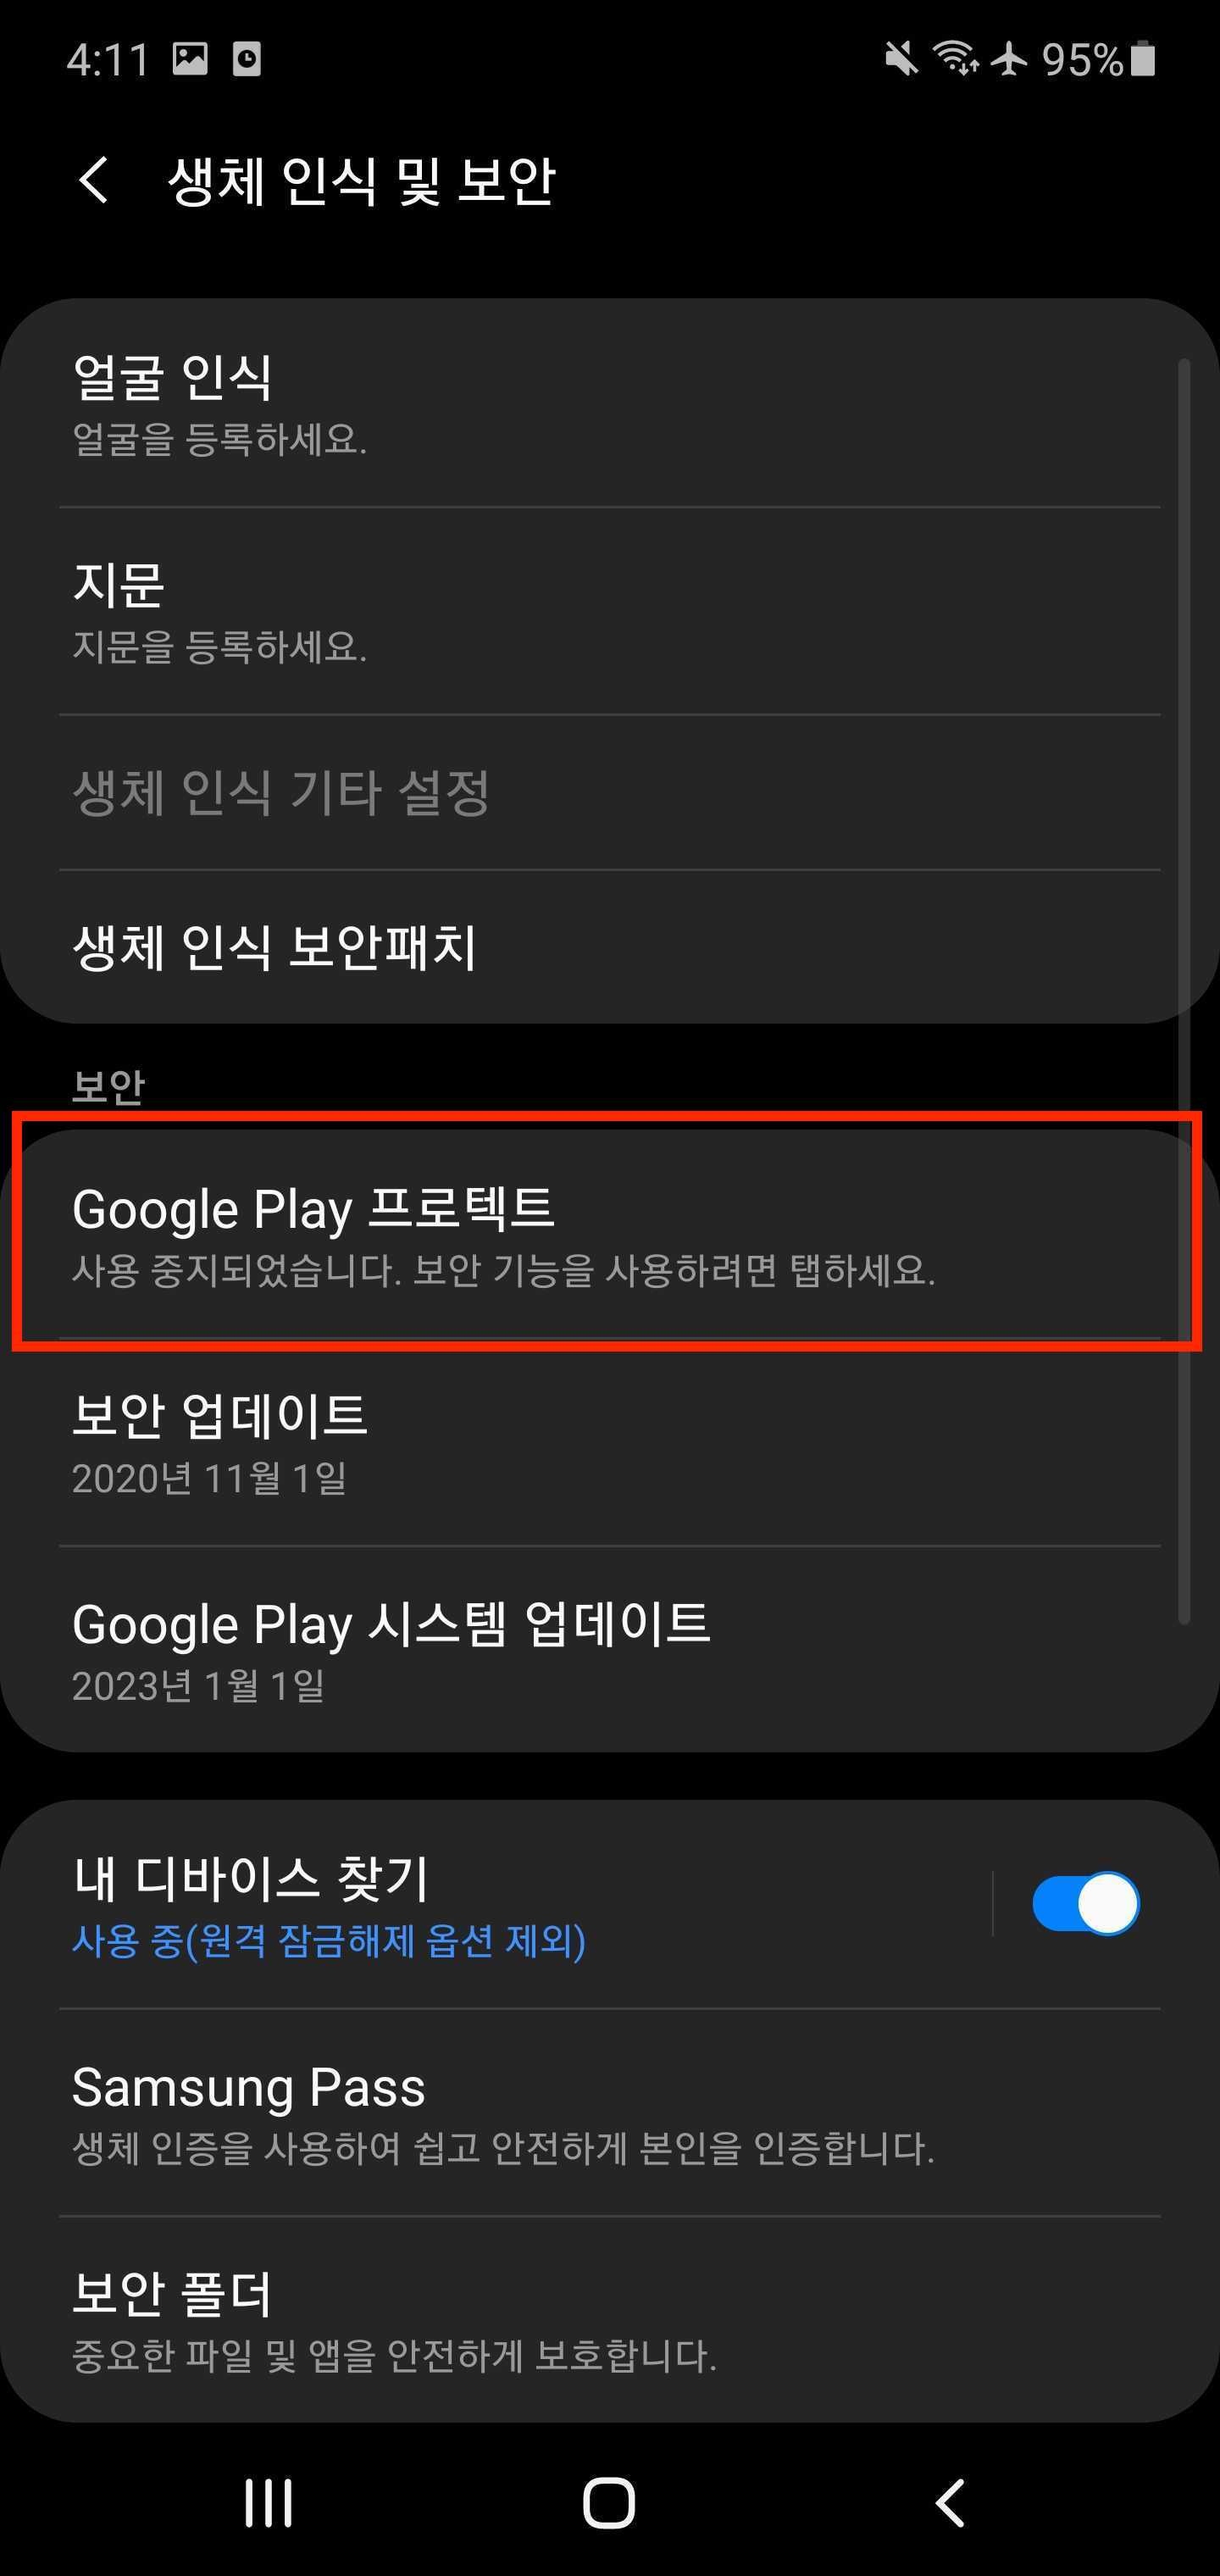 4:11 95%
생체 인식 및 보안
얼굴 인식
얼굴을 등록하세요.
지문
지문을 등록하세요.
생체 인식 기타 설정
생체 인식 보안패치
보안
Google Play 프로텍트
사용 중지되었습니다. 보안 기능을 사용하려면 탭하세요.
보안 업데이트
2020년 11월 1일
Google Play 시스템 업데이트
2023년 1월 1일
내 디바이스 찾기
사용 중(원격 잠금해제 옵션 제외)
Samsung Pass
생체 인증을 사용하여 쉽고 안전하게 본인을 인증합니다.
보안 폴더
중요한 파일 및 앱을 안전하게 보호합니다.